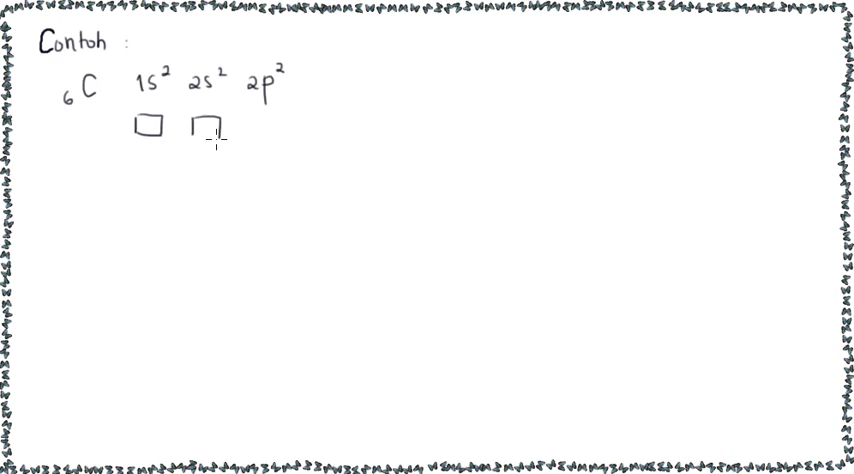 Contoh :
₆C 1s² 2s² 2p²